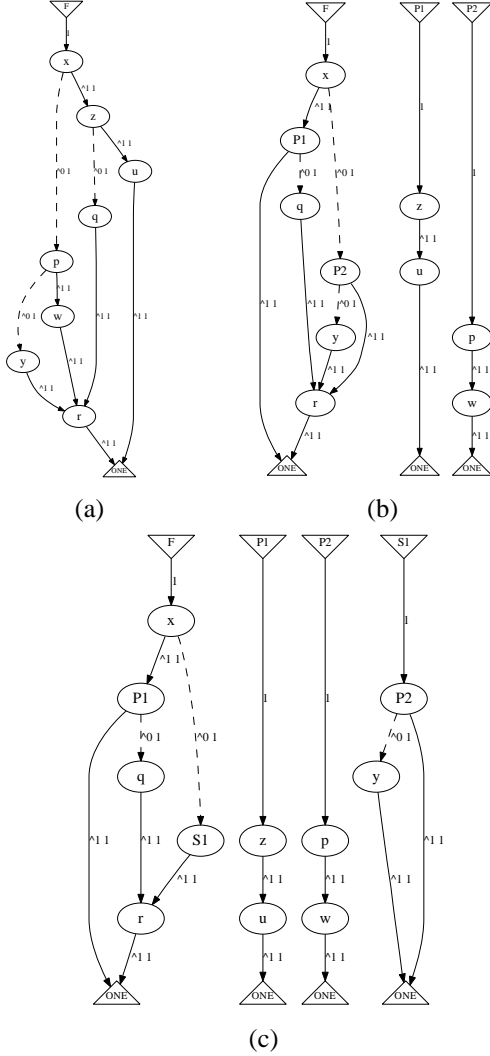 F P1 P2
F
1
1 1 1
x
x
^1 1
z
^1 1
P1
^1 1
u
^0 1
^0 1
^0 1
^0 1
z
q
q
^1 1
p
P2
u
^0 1
^1 1
^0 1
w
^1 1
^1 1
^1 1
^1 1
^1 1
y
p
y
^1 1
^1 1
^1 1
^1 1
r
r
w
^1 1
^1 1
^1 1
ONE
ONE ONE ONE
(a) (b)
F P1 P2 S1
1 1 1 1
x
^1 1
P1 P2
^0 1 ^0 1 ^0 1
q y
^1 1 ^1 1 S1 z p ^1 1 ^1 1
^1 1 ^1 1 ^1 1
r u w
^1 1 ^1 1 ^1 1
ONE ONE ONE ONE
(c)